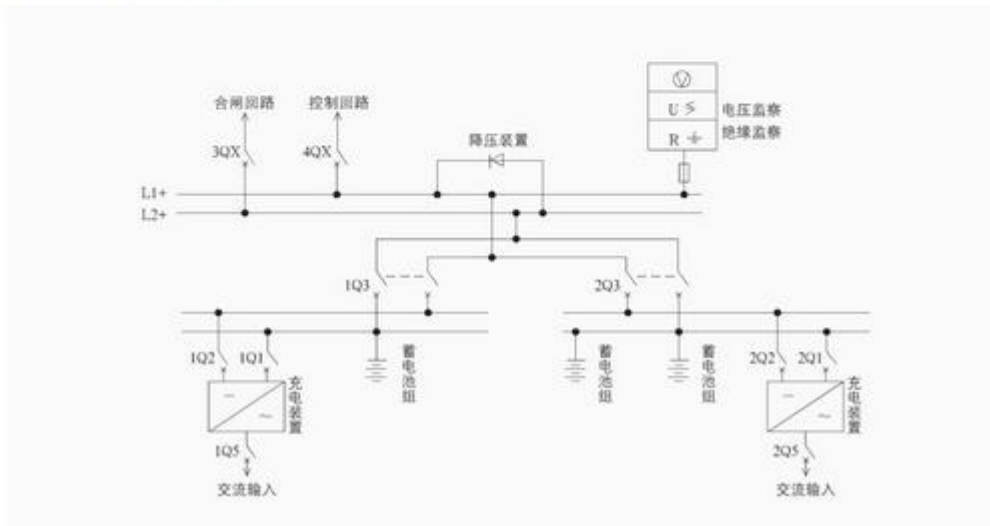 合闸回路
控制回路
降压装置
V
U
R
电压监察
绝缘监察
3QX
4QX
L1+
L2+
1Q3
2Q3
1Q2
1Q1
蓄电池组
蓄电池组
蓄电池组
2Q2
2Q1
充电装置
充电装置
1Q5
2Q5
交流输入
交流输入